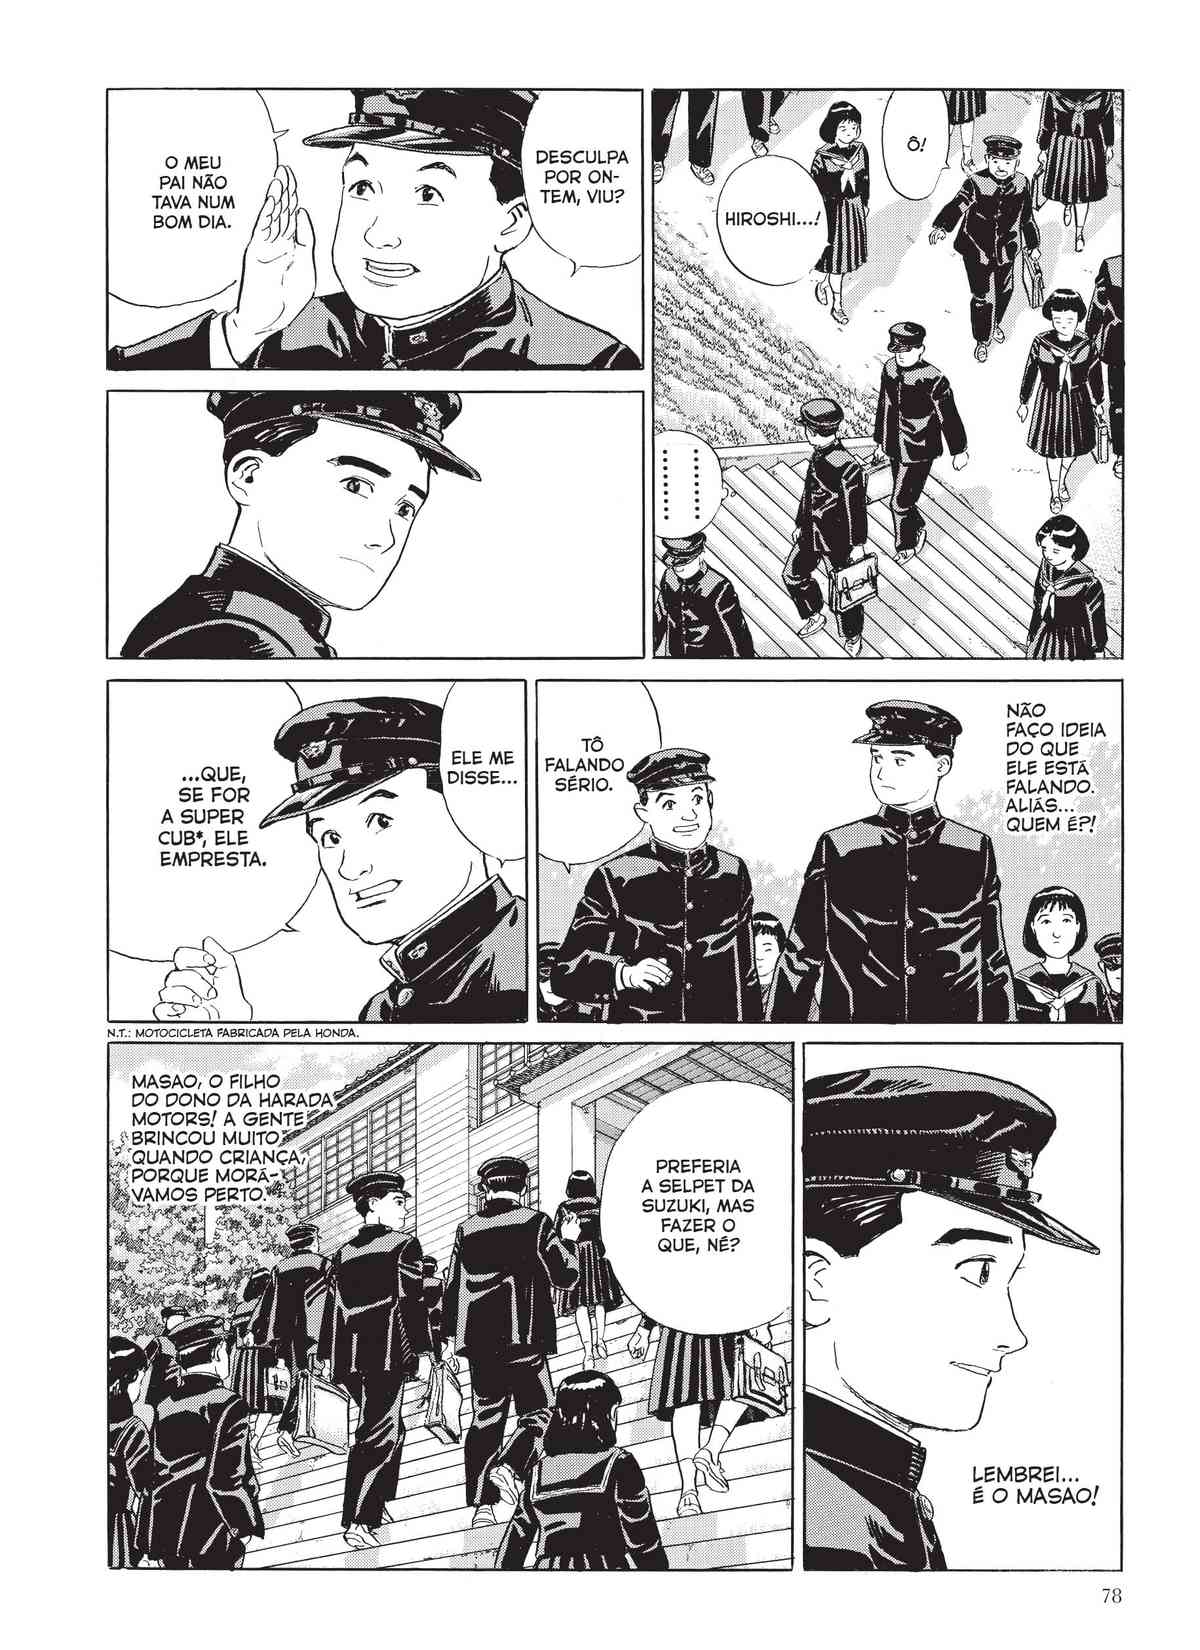 Ô!
HIROSHI...!
DESCULPA
POR ON-
TEM, VIU?
O MEU
PAI NÃO
TAVA NUM
BOM DIA.
NÃO
FAÇO IDEIA
DO QUE
ELE ESTÁ
FALANDO.
ALIÁS...
QUEM É?!
TÔ
FALANDO
SÉRIO.
ELE ME
DISSE...
...QUE,
SE FOR
A SUPER
CUB*, ELE
EMPRESTA.
N.T.: MOTOCICLETA FABRICADA PELA HONDA.
LEMBREI...
É O MASAO!
PREFERIA
A SELPET DA
SUZUKI, MAS
FAZER O
QUE, NÉ?
MASAO, O FILHO
DO DONO DA HARADA
MOTORS! A GENTE
BRINCOU MUITO
QUANDO CRIANÇA,
PORQUE MORÁ-
VAMOS PERTO.
78